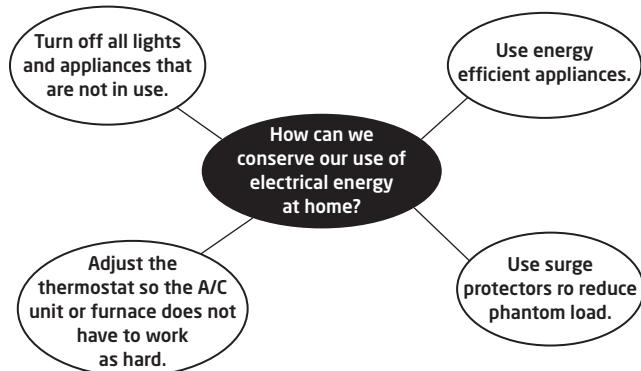 Turn off all lights
and appliances that
are not in use.
Use energy
efficient appliances.
How can we
conserve our use of
electrical energy
at home?
Adjust the
thermostat so the A/C
unit or furnace does not
have to work
as hard.
Use surge
protectors ro reduce
phantom load.